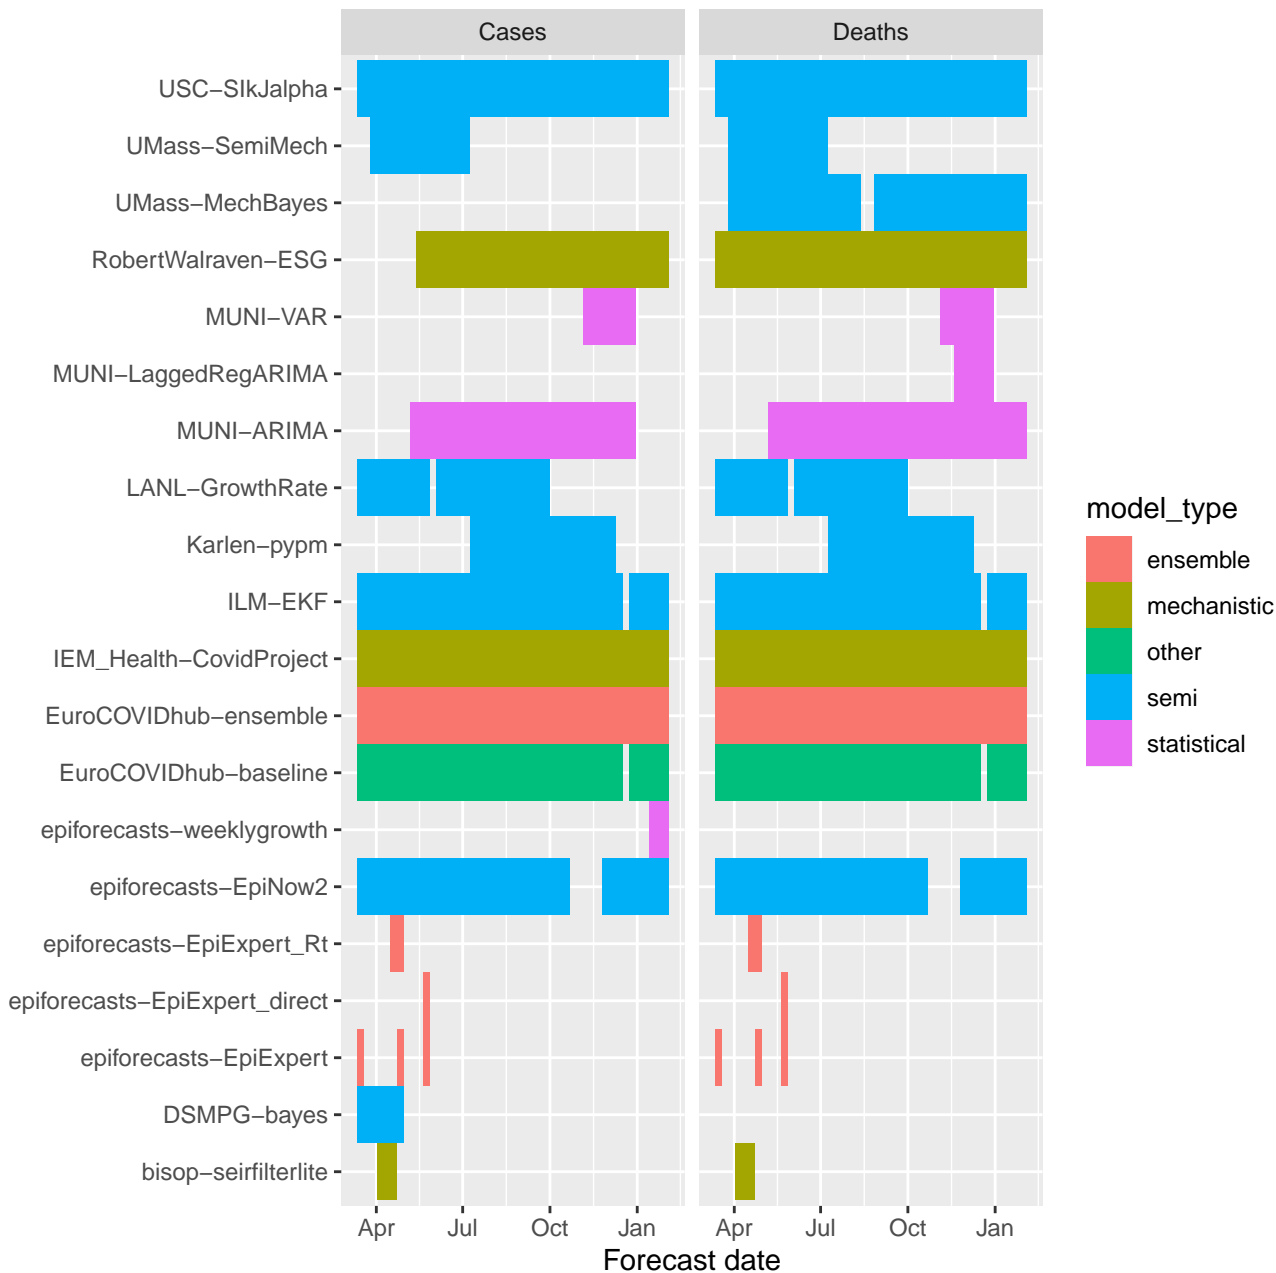 Cases
Deaths
USC−SIkJalpha
UMass−SemiMech
UMass−MechBayes
RobertWalraven−ESG
MUNI−VAR
MUNI−LaggedRegARIMA
MUNI−ARIMA
LANL−GrowthRate
Karlen−pypm
ILM−EKF
IEM_Health−CovidProject
EuroCOVIDhub−ensemble
EuroCOVIDhub−baseline
epiforecasts−weeklygrowth
epiforecasts−EpiNow2
epiforecasts−EpiExpert_Rt
epiforecasts−EpiExpert_direct
epiforecasts−EpiExpert
DSMPG−bayes
bisop−seirfilterlite
Apr Jul Oct Jan
Apr Jul Oct Jan
Forecast date
model_type
ensemble
mechanistic
other
semi
statistical